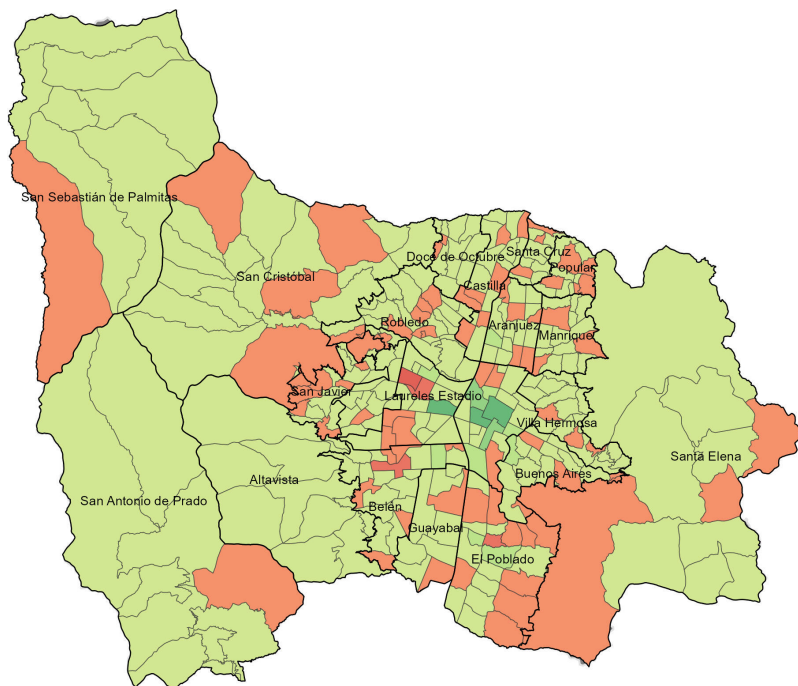 San Sebastián de Palmitas
Doce de Octubre
Santa Cruz
Popular
San Cristóbal
Castilla
Robledo
Aranjuez
Manrique
San Javier
Laureles Estadio
Villa Hermosa
Santa Elena
Buenos Aires
Altavista
San Antonio de Prado
Belén
Guayabal
El Poblado